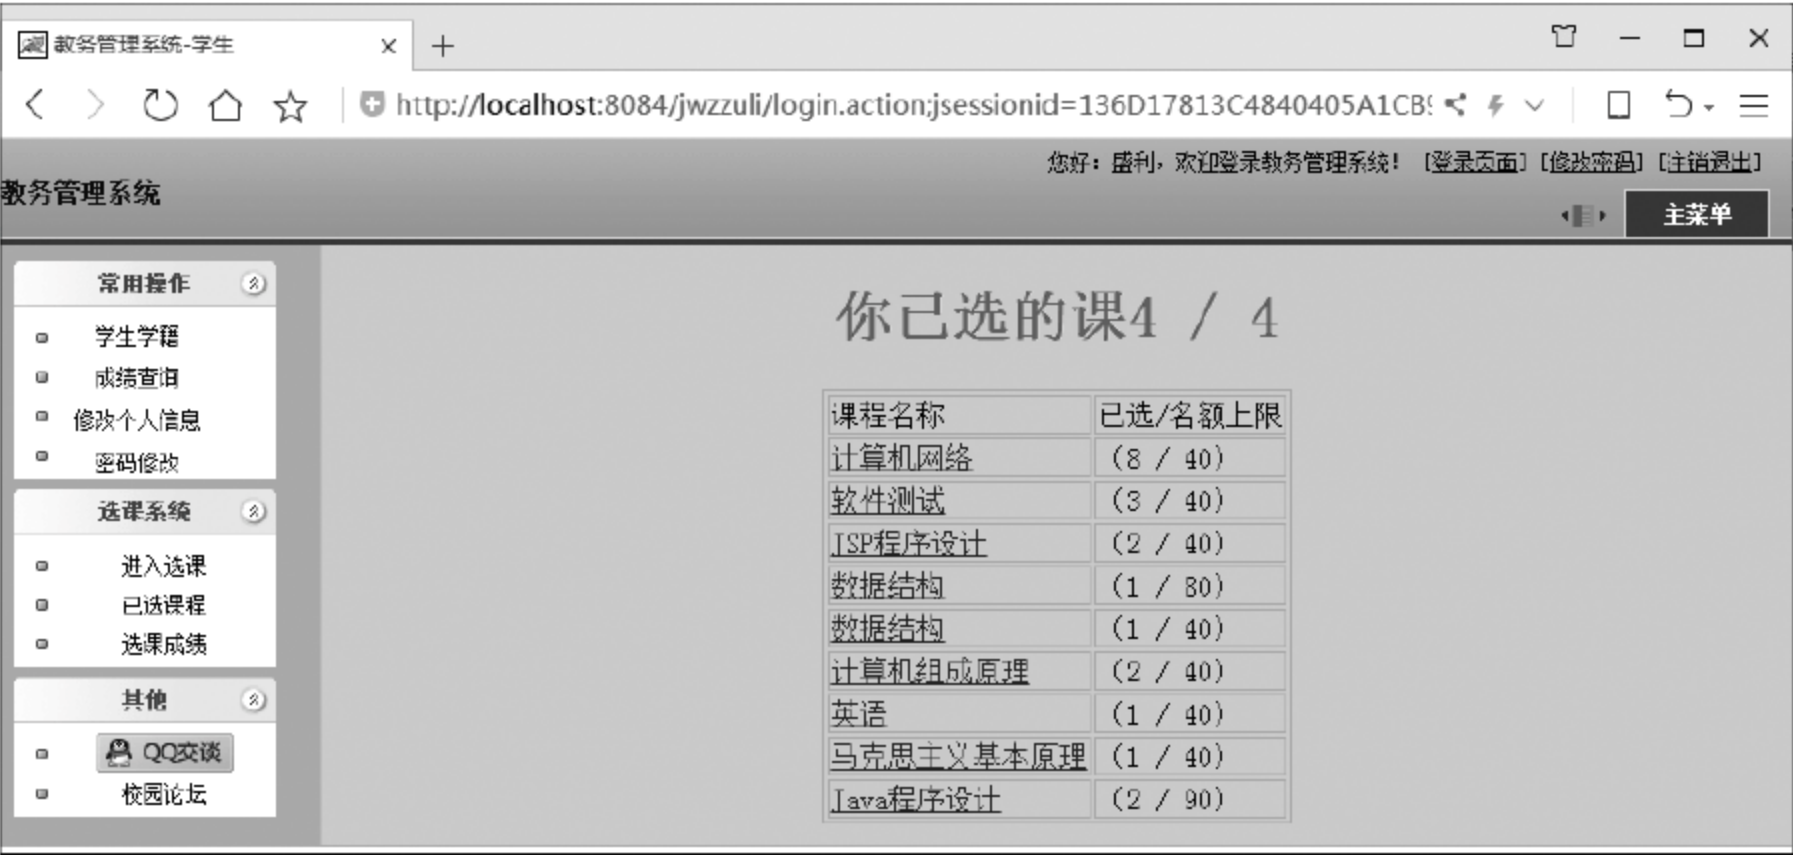 教务管理系统-学生
http://localhost:8084/jwzzuli/login.action;jsessionid=136D17813C4840405A1CB9
您好：盛利，欢迎登录教务管理系统！ [登录页面] [修改密码] [注销退出]
教务管理系统
主菜单
常用操作
学生学籍
成绩查询
修改个人信息
密码修改
选课系统
进入选课
已选课程
选课成绩
其他
QQ交谈
校园论坛
你已选的课4 / 4
课程名称 已选/名额上限
计算机网络 (8 / 40)
软件测试 (3 / 40)
JSP程序设计 (2 / 40)
数据结构 (1 / 80)
数据结构 (1 / 40)
计算机组成原理 (2 / 40)
英语 (1 / 40)
马克思主义基本原理 (1 / 40)
Java程序设计 (2 / 90)